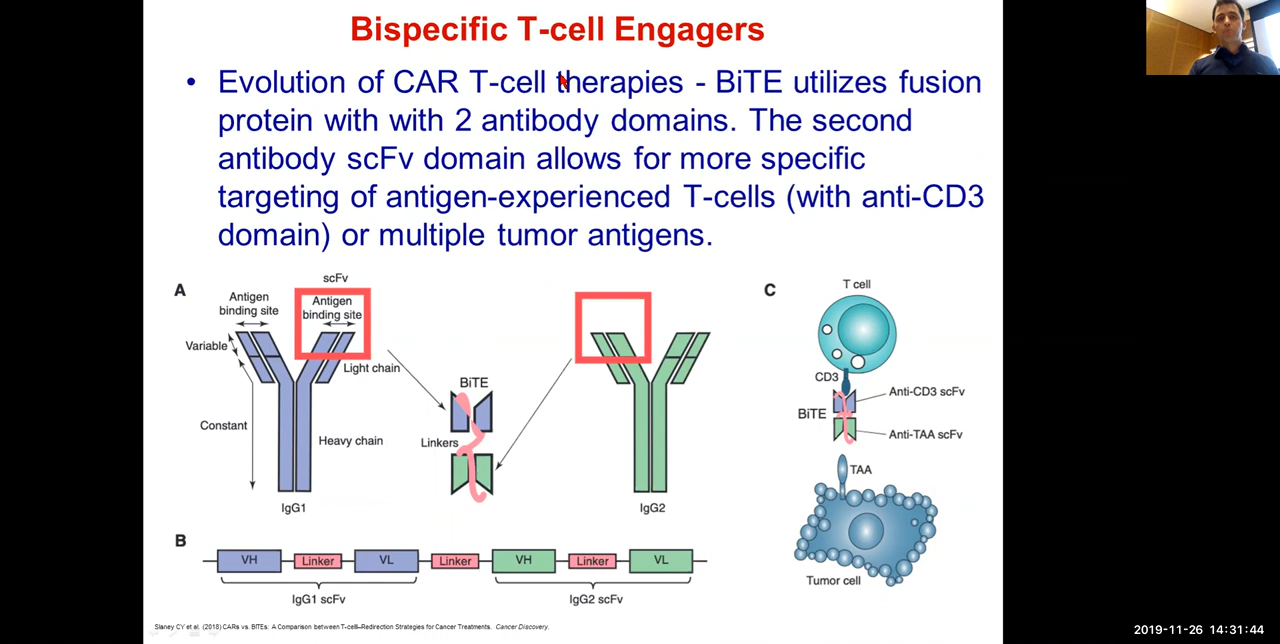 Bispecific T-cell Engagers
• Evolution of CAR T-cell therapies - BiTE utilizes fusion
protein with with 2 antibody domains. The second
antibody scFv domain allows for more specific
targeting of antigen-experienced T-cells (with anti-CD3
domain) or multiple tumor antigens.
A
scFv
Antigen
binding site
Antigen
binding site
Variable
Light chain
Constant
Heavy chain
IgG1
BiTE
Linkers
IgG2
B
VH
Linker
VL
Linker
VH
Linker
VL
IgG1 scFv
IgG2 scFv
C
T cell
CD3
Anti-CD3 scFv
BiTE
Anti-TAA scFv
TAA
Tumor cell
Slaney CY et al. (2018) CARs vs. BITEs: A Comparison between T-cell–Redirection Strategies for Cancer Treatments. Cancer Discovery.
2019-11-26 14:31:44